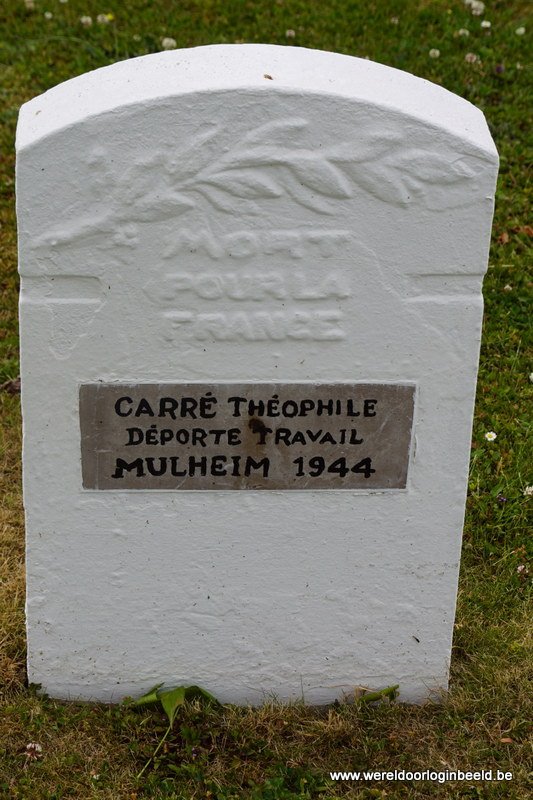 MORT
POUR LA
FRANCE
CARRÉ THÉOPHILE
DÉPORTE TRAVAIL
MULHEIM 1944
www.wereldoorloginbeeld.be